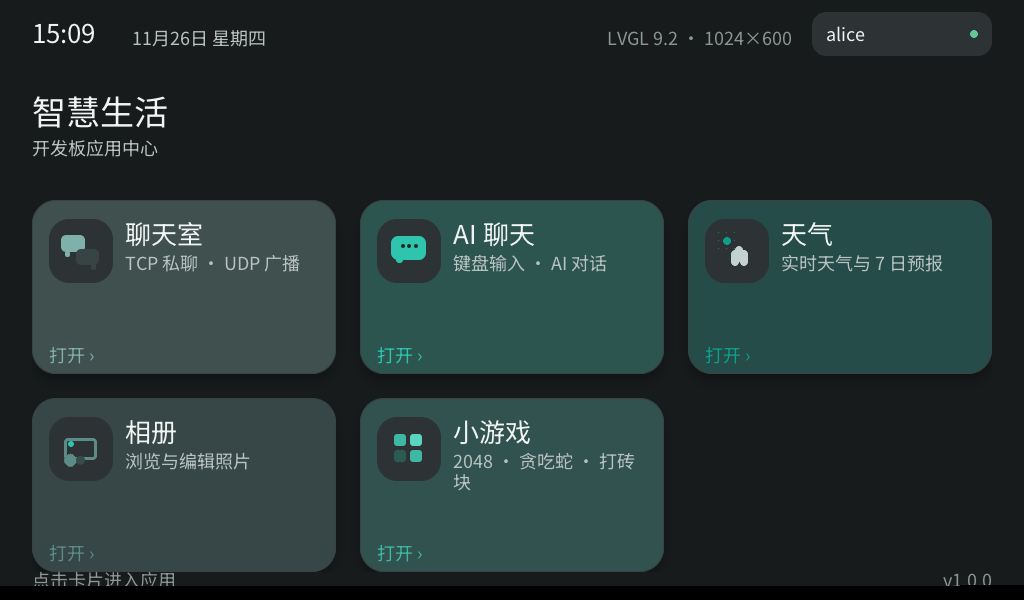 15:09
11月26日 星期四
LVGL 9.2 • 1024×600
alice
智慧生活
开发板应用中心
聊天室
TCP 私聊 • UDP 广播
打开 ›
AI 聊天
键盘输入 • AI 对话
打开 ›
天气
实时天气与 7 日预报
打开 ›
相册
浏览与编辑照片
打开 ›
小游戏
2048 • 贪吃蛇 • 打砖
块
打开 ›
点击卡片进入应用
v1.0.0